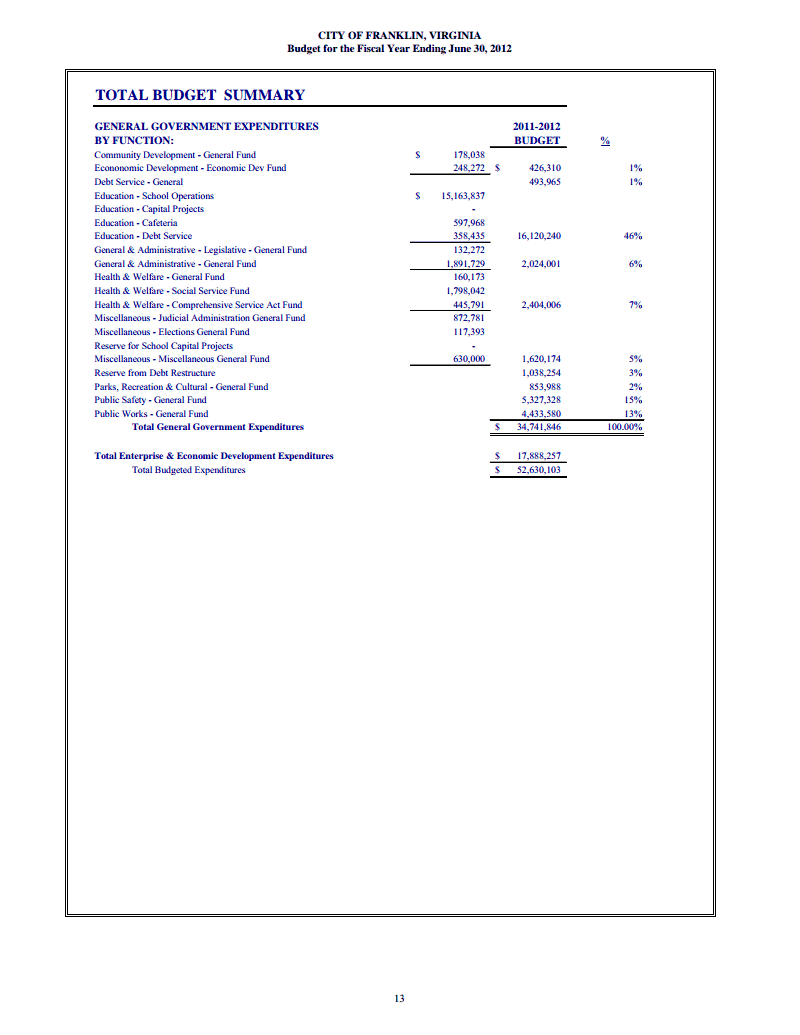 CITY OF FRANKLIN, VIRGINIA
Budget for the Fiscal Year Ending June 30, 2012
TOTAL BUDGET SUMMARY
GENERAL GOVERNMENT EXPENDITURES 2011-2012
BY FUNCTION: BUDGET %
Community Development - General Fund $ 178,038
Econonomic Development - Economic Dev Fund 248,272 $ 426,310 1%
Debt Service - General 493,965 1%
Education - School Operations $ 15,163,837
Education - Capital Projects -
Education - Cafeteria 597,968
Education - Debt Service 358,435 16,120,240 46%
General & Administrative - Legislative - General Fund 132,272
General & Administrative - General Fund 1,891,729 2,024,001 6%
Health & Welfare - General Fund 160,173
Health & Welfare - Social Service Fund 1,798,042
Health & Welfare - Comprehensive Service Act Fund 445,791 2,404,006 7%
Miscellaneous - Judicial Administration General Fund 872,781
Miscellaneous - Elections General Fund 117,393
Reserve for School Capital Projects -
Miscellaneous - Miscellaneous General Fund 630,000 1,620,174 5%
Reserve from Debt Restructure 1,038,254 3%
Parks, Recreation & Cultural - General Fund 853,988 2%
Public Safety - General Fund 5,327,328 15%
Public Works - General Fund 4,433,580 13%
Total General Government Expenditures $ 34,741,846 100.00%
Total Enterprise & Economic Development Expenditures $ 17,888,257
Total Budgeted Expenditures $ 52,630,103
13